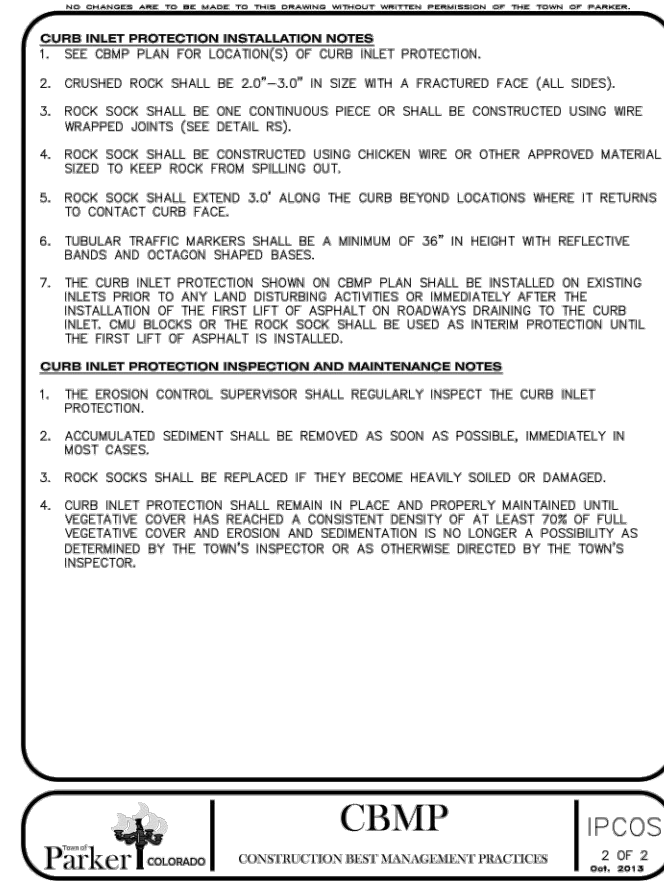 NO CHANGES ARE TO BE MADE TO THIS DRAWING WITHOUT WRITTEN PERMISSION OF THE TOWN OF PARKER.
CURB INLET PROTECTION INSTALLATION NOTES
1. SEE CBMP PLAN FOR LOCATION(S) OF CURB INLET PROTECTION.
2. CRUSHED ROCK SHALL BE 2.0"–3.0" IN SIZE WITH A FRACTURED FACE (ALL SIDES).
3. ROCK SOCK SHALL BE ONE CONTINUOUS PIECE OR SHALL BE CONSTRUCTED USING WIRE
WRAPPED JOINTS (SEE DETAIL RS).
4. ROCK SOCK SHALL BE CONSTRUCTED USING CHICKEN WIRE OR OTHER APPROVED MATERIAL
SIZED TO KEEP ROCK FROM SPILLING OUT.
5. ROCK SOCK SHALL EXTEND 3.0' ALONG THE CURB BEYOND LOCATIONS WHERE IT RETURNS
TO CONTACT CURB FACE.
6. TUBULAR TRAFFIC MARKERS SHALL BE A MINIMUM OF 36" IN HEIGHT WITH REFLECTIVE
BANDS AND OCTAGON SHAPED BASES.
7. THE CURB INLET PROTECTION SHOWN ON CBMP PLAN SHALL BE INSTALLED ON EXISTING
INLETS PRIOR TO ANY LAND DISTURBING ACTIVITIES OR IMMEDIATELY AFTER THE
INSTALLATION OF THE FIRST LIFT OF ASPHALT ON ROADWAYS DRAINING TO THE CURB
INLET. CMU BLOCKS OR THE ROCK SOCK SHALL BE USED AS INTERIM PROTECTION UNTIL
THE FIRST LIFT OF ASPHALT IS INSTALLED.
CURB INLET PROTECTION INSPECTION AND MAINTENANCE NOTES
1. THE EROSION CONTROL SUPERVISOR SHALL REGULARLY INSPECT THE CURB INLET
PROTECTION.
2. ACCUMULATED SEDIMENT SHALL BE REMOVED AS SOON AS POSSIBLE, IMMEDIATELY IN
MOST CASES.
3. ROCK SOCKS SHALL BE REPLACED IF THEY BECOME HEAVILY SOILED OR DAMAGED.
4. CURB INLET PROTECTION SHALL REMAIN IN PLACE AND PROPERLY MAINTAINED UNTIL
VEGETATIVE COVER HAS REACHED A CONSISTENT DENSITY OF AT LEAST 70% OF FULL
VEGETATIVE COVER AND EROSION AND SEDIMENTATION IS NO LONGER A POSSIBILITY AS
DETERMINED BY THE TOWN'S INSPECTOR OR AS OTHERWISE DIRECTED BY THE TOWN'S
INSPECTOR.
Town of
Parker COLORADO
CBMP
CONSTRUCTION BEST MANAGEMENT PRACTICES
IPCOS
2 OF 2
Oct. 2013